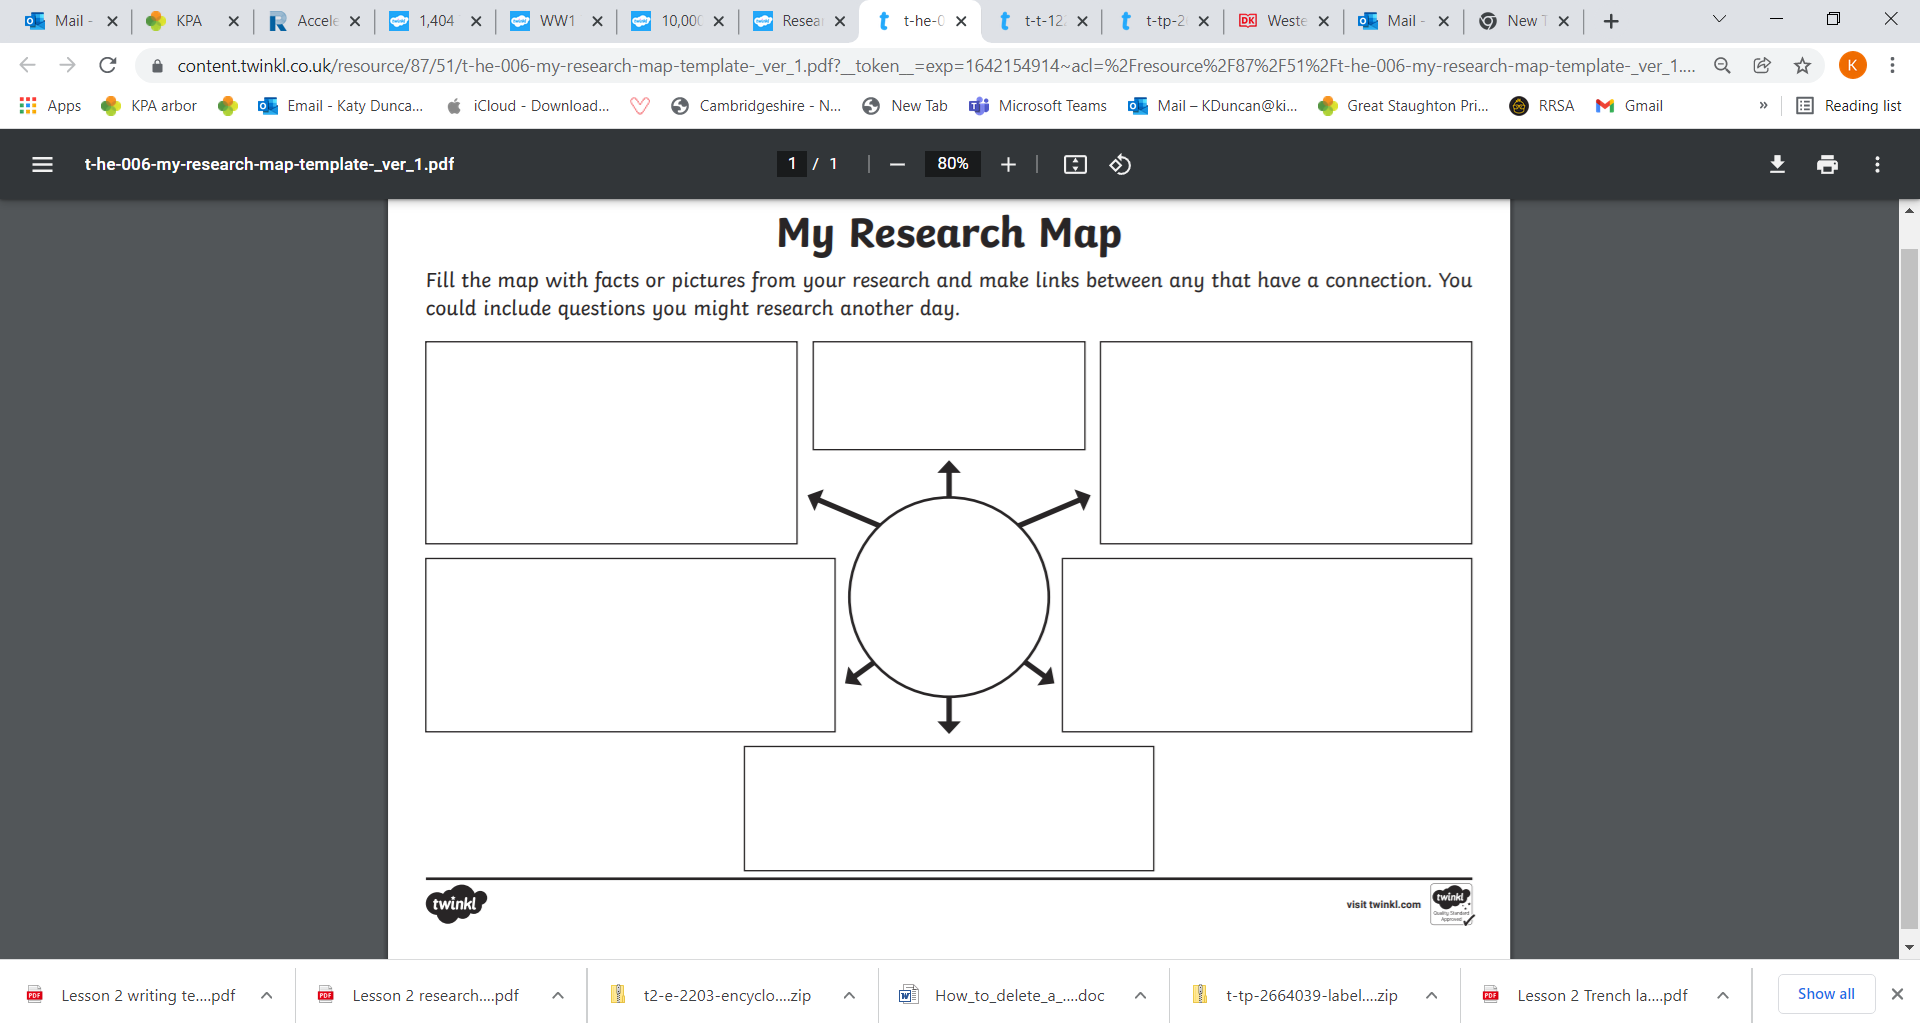 Mail -
KPA
Accele
1,404
WW1
10,000
Resear
t-he-0
t-t-122
t-tp-26
Weste
Mail -
New T
content.twinkl.co.uk/resource/87/51/t-he-006-my-research-map-template-_ver_1.pdf?__token__=exp=1642154914~acl=%2Fresource%2F87%2F51%2Ft-he-006-my-research-map-template-_ver_1....
K
Apps
KPA arbor
Email - Katy Dunca...
iCloud - Download...
Cambridgeshire - N...
New Tab
Microsoft Teams
Mail – KDuncan@ki...
Great Staughton Pri...
RRSA
Gmail
»
Reading list
t-he-006-my-research-map-template-_ver_1.pdf
1 / 1
80%
My Research Map
Fill the map with facts or pictures from your research and make links between any that have a connection. You
could include questions you might research another day.
twinkl
visit twinkl.com
twinkl
Quality Standard
Approved
Lesson 2 writing te....pdf
Lesson 2 research....pdf
t2-e-2203-encyclo....zip
How_to_delete_a_....doc
t-tp-2664039-label....zip
Lesson 2 Trench la....pdf
Show all